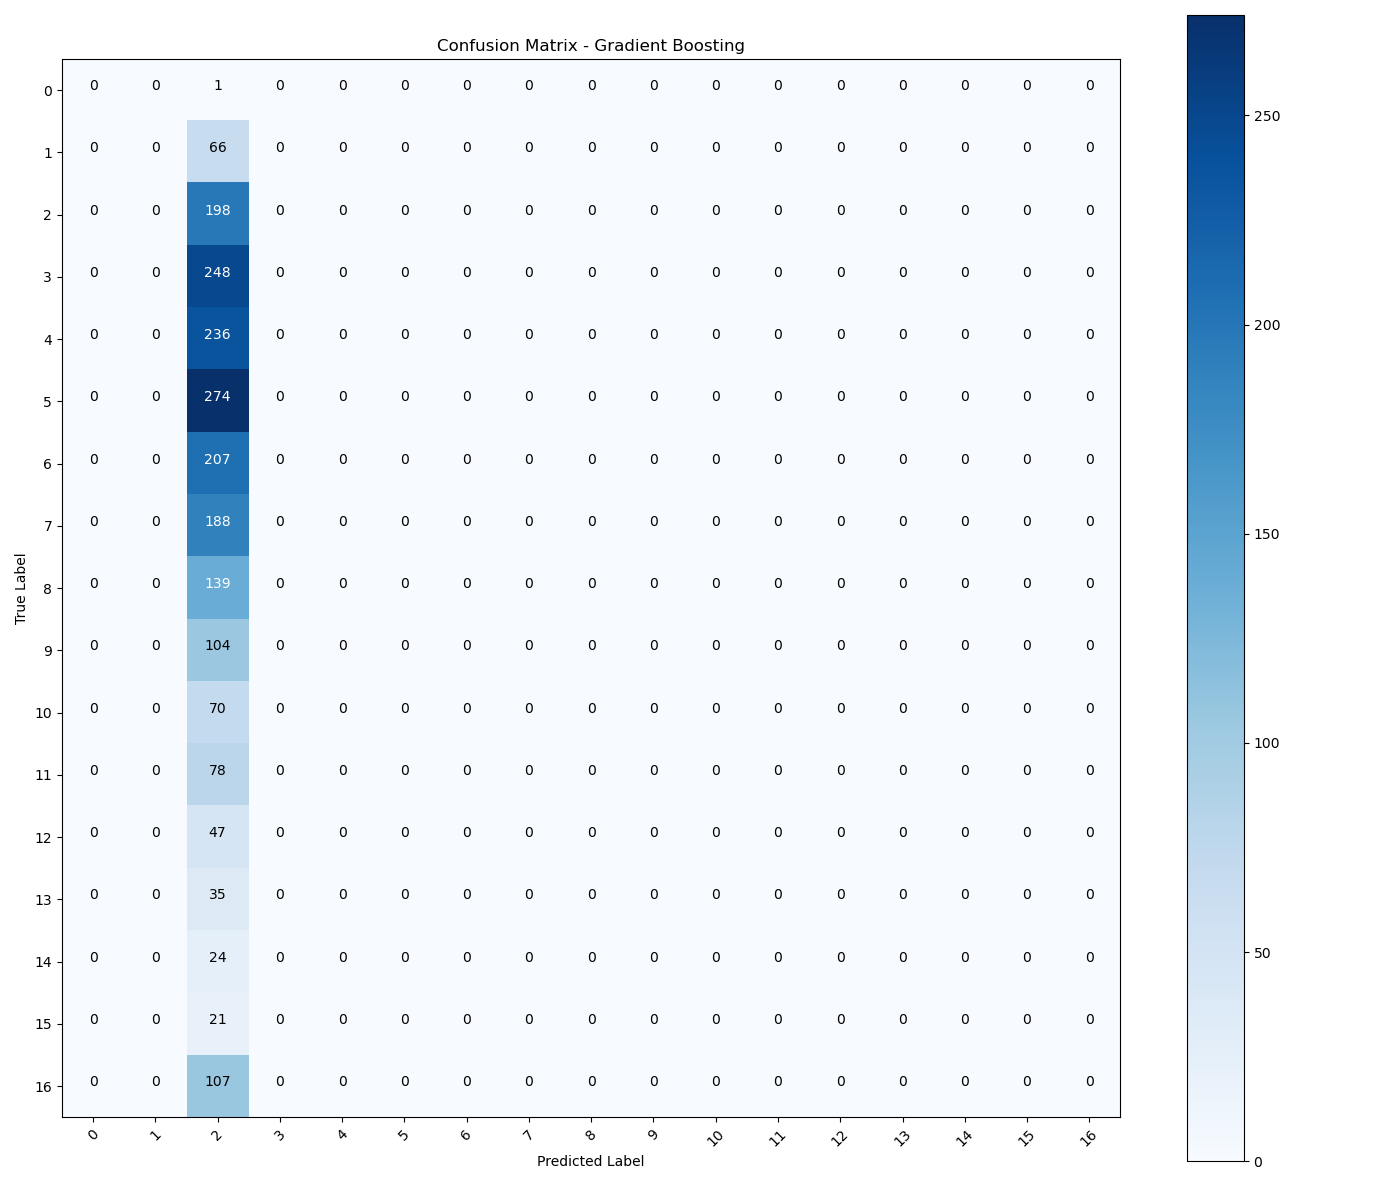 Confusion Matrix - Gradient Boosting
0 0 0 1 0 0 0 0 0 0 0 0 0 0 0 0 0 0
1 0 0 66 0 0 0 0 0 0 0 0 0 0 0 0 0 0
2 0 0 198 0 0 0 0 0 0 0 0 0 0 0 0 0 0
3 0 0 248 0 0 0 0 0 0 0 0 0 0 0 0 0 0
4 0 0 236 0 0 0 0 0 0 0 0 0 0 0 0 0 0
5 0 0 274 0 0 0 0 0 0 0 0 0 0 0 0 0 0
6 0 0 207 0 0 0 0 0 0 0 0 0 0 0 0 0 0
7 0 0 188 0 0 0 0 0 0 0 0 0 0 0 0 0 0
8 0 0 139 0 0 0 0 0 0 0 0 0 0 0 0 0 0
9 0 0 104 0 0 0 0 0 0 0 0 0 0 0 0 0 0
10 0 0 70 0 0 0 0 0 0 0 0 0 0 0 0 0 0
11 0 0 78 0 0 0 0 0 0 0 0 0 0 0 0 0 0
12 0 0 47 0 0 0 0 0 0 0 0 0 0 0 0 0 0
13 0 0 35 0 0 0 0 0 0 0 0 0 0 0 0 0 0
14 0 0 24 0 0 0 0 0 0 0 0 0 0 0 0 0 0
15 0 0 21 0 0 0 0 0 0 0 0 0 0 0 0 0 0
16 0 0 107 0 0 0 0 0 0 0 0 0 0 0 0 0 0
0 1 2 3 4 5 6 7 8 9 10 11 12 13 14 15 16
Predicted Label
True Label
250
200
150
100
50
0